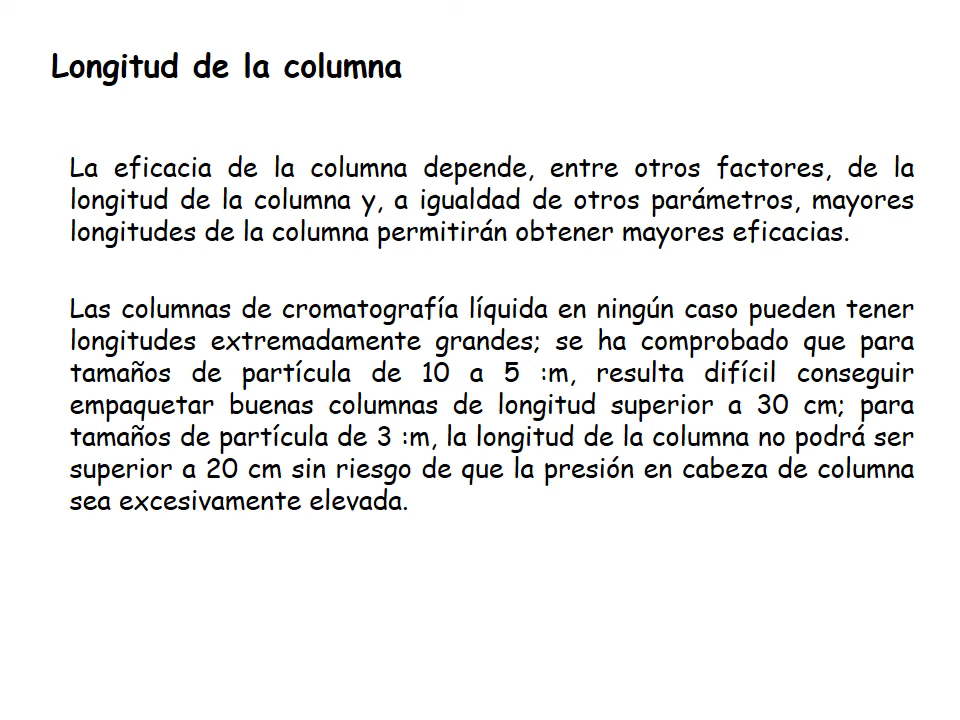 Longitud de la columna
La eficacia de la columna depende, entre otros factores, de la
longitud de la columna y, a igualdad de otros parámetros, mayores
longitudes de la columna permitirán obtener mayores eficacias.
Las columnas de cromatografía líquida en ningún caso pueden tener
longitudes extremadamente grandes; se ha comprobado que para
tamaños de partícula de 10 a 5 :m, resulta difícil conseguir
empaquetar buenas columnas de longitud superior a 30 cm; para
tamaños de partícula de 3 :m, la longitud de la columna no podrá ser
superior a 20 cm sin riesgo de que la presión en cabeza de columna
sea excesivamente elevada.